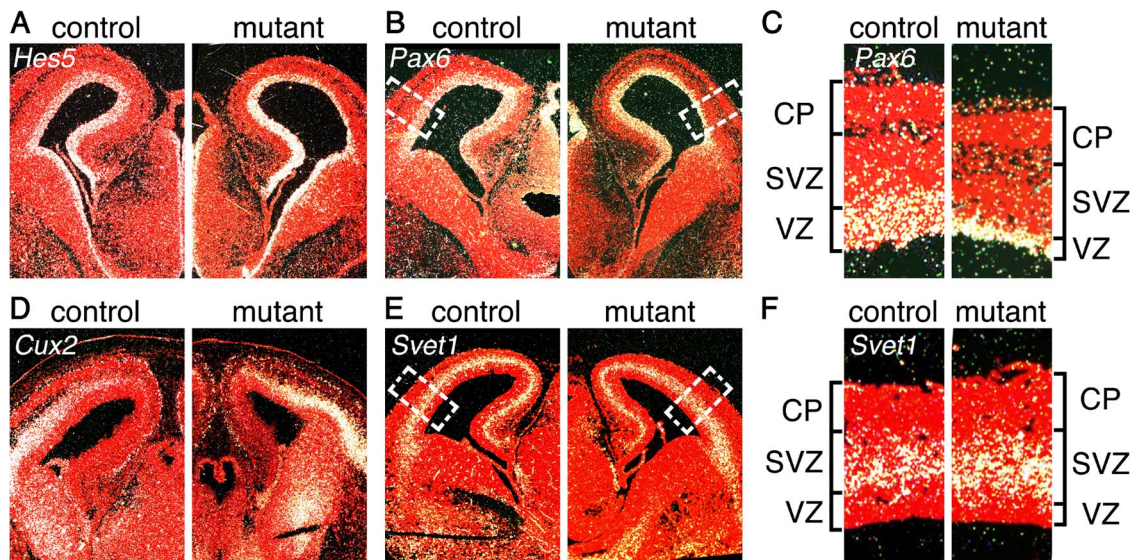 A control mutant
Hes5
B control mutant
Pax6
C control mutant
Pax6
CP
SVZ
VZ
CP
SVZ
VZ
D control mutant
Cux2
E control mutant
Svet1
F control mutant
Svet1
CP
SVZ
VZ
CP
SVZ
VZ